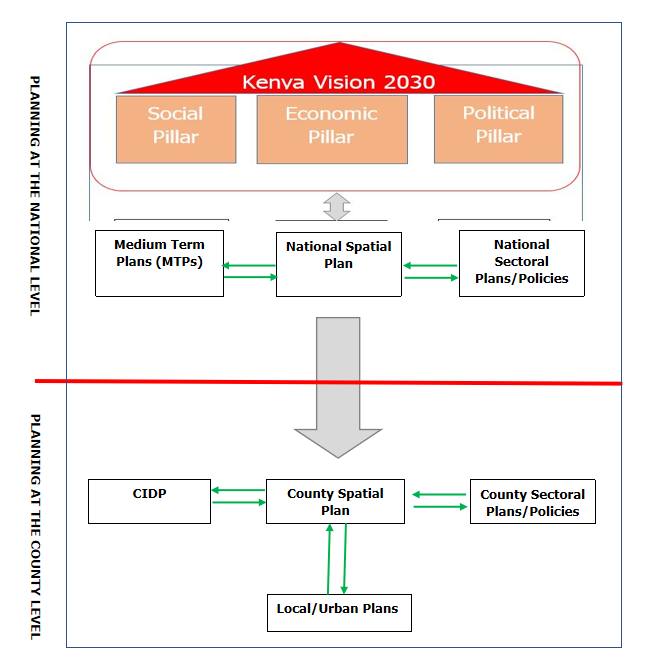 PLANNING AT THE NATIONAL LEVEL
Kenva Vision 2030
Social
Pillar
Economic
Pillar
Political
Pillar
Medium Term
Plans (MTPs)
National Spatial
Plan
National
Sectoral
Plans/Policies
PLANNING AT THE COUNTY LEVEL
CIDP
County Spatial
Plan
County Sectoral
Plans/Policies
Local/Urban Plans